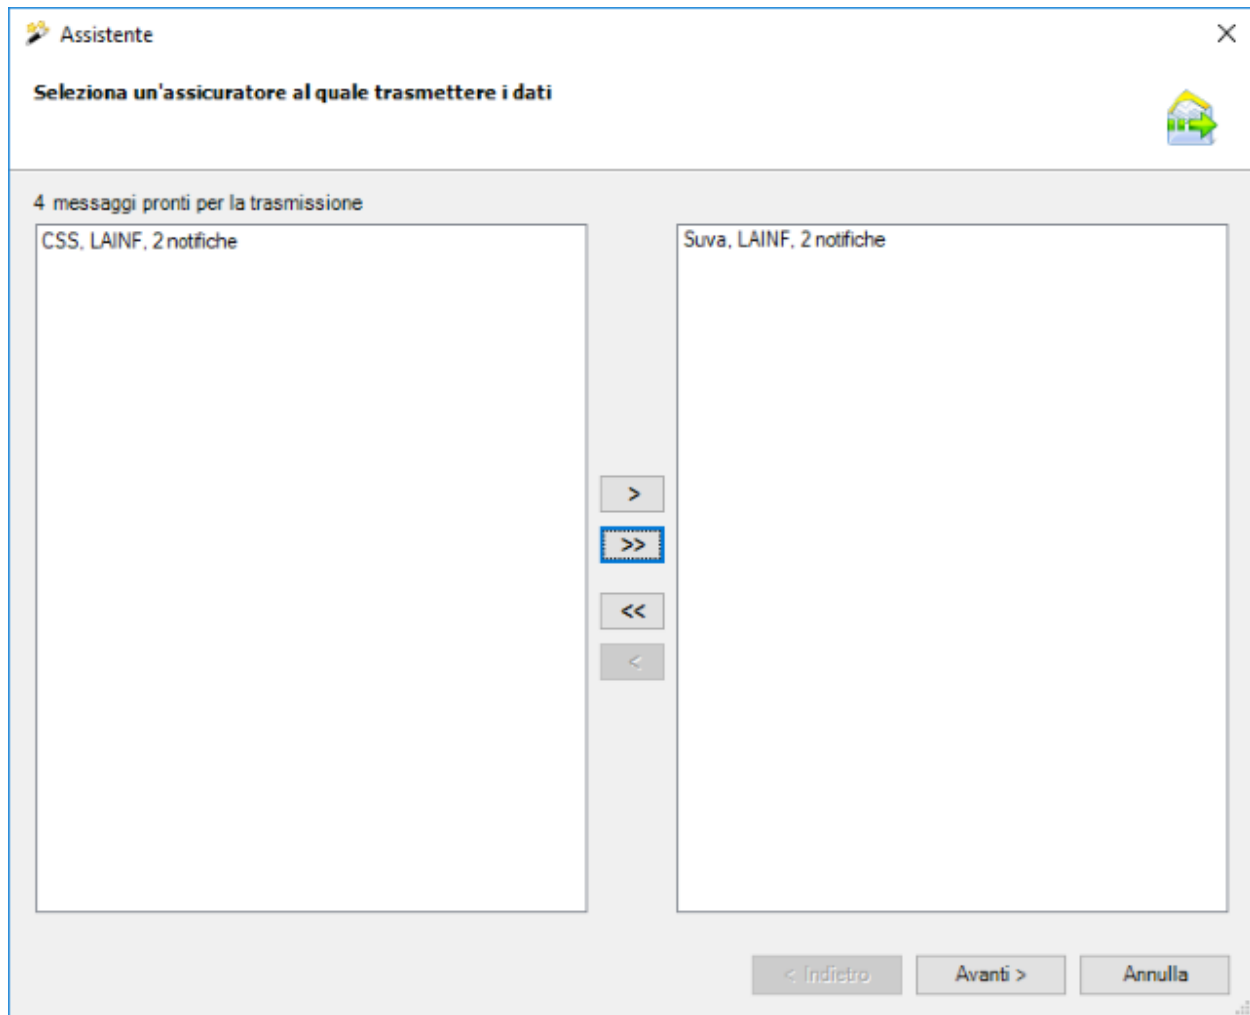 Assistente
Seleziona un'assicuratore al quale trasmettere i dati
4 messaggi pronti per la trasmissione
CSS, LAINF, 2 notifiche
Suva, LAINF, 2 notifiche
>
>>
<<
<
< Indietro
Avanti >
Annulla